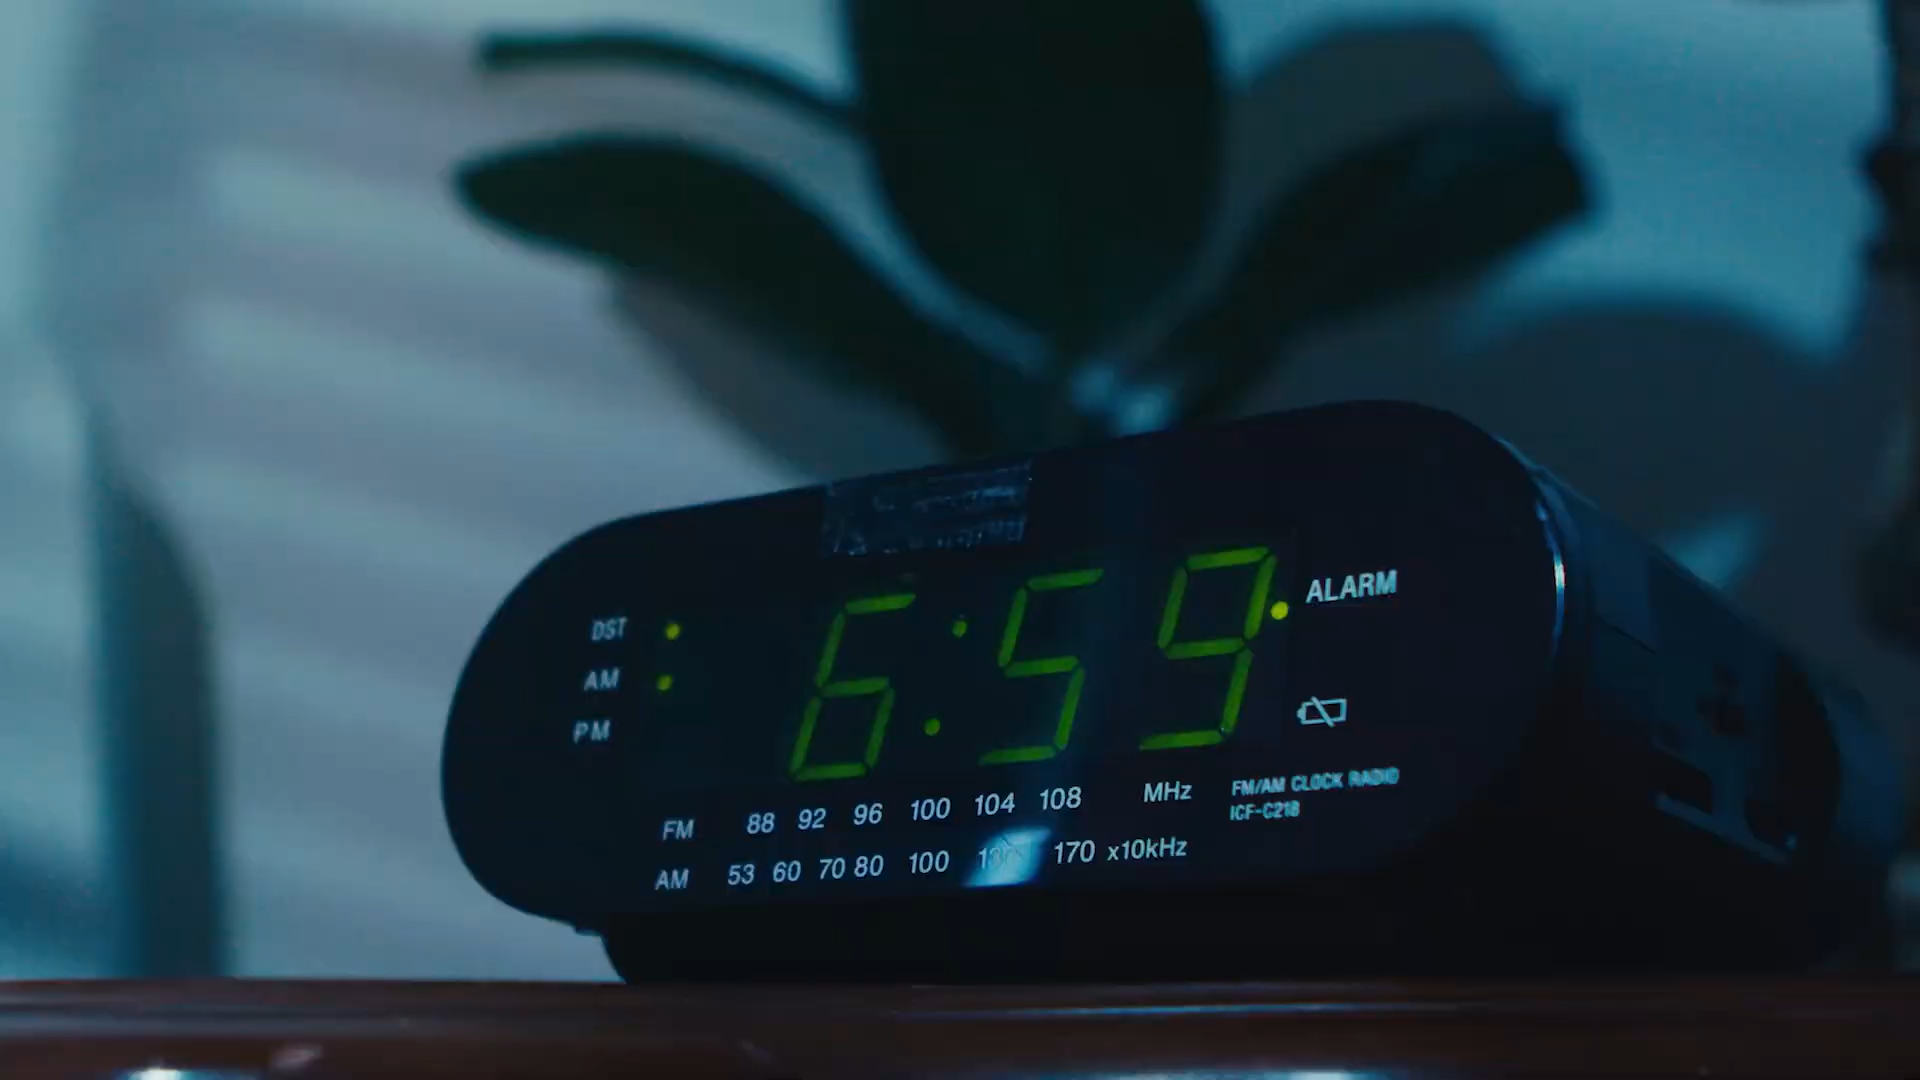 DST
AM
PM
6:59
ALARM
FM 88 92 96 100 104 108 MHz
AM 53 60 70 80 100 170 x10kHz
FM/AM CLOCK RADIO
ICF-C218